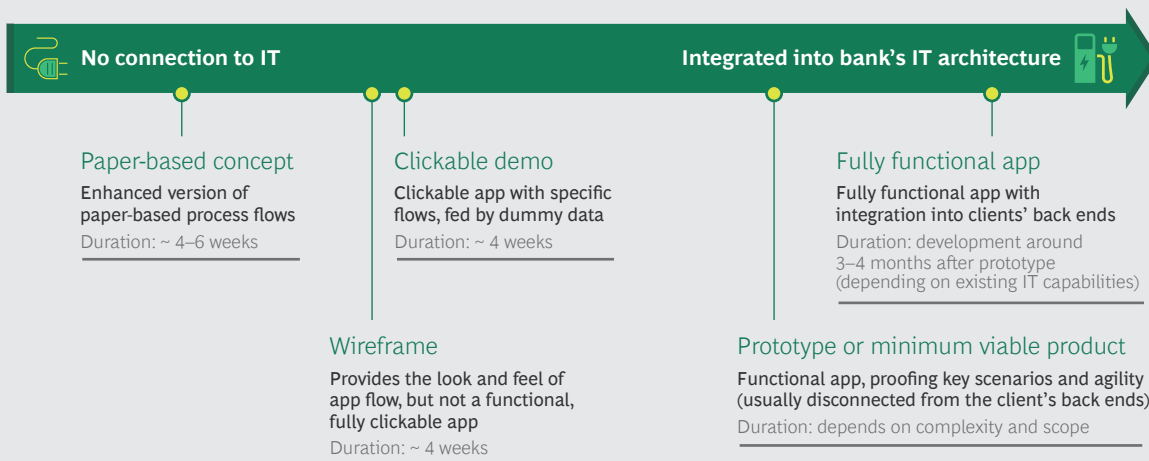 No connection to IT
Integrated into bank's IT architecture
Paper-based concept
Enhanced version of
paper-based process flows
Duration: ~ 4–6 weeks
Clickable demo
Clickable app with specific
flows, fed by dummy data
Duration: ~ 4 weeks
Fully functional app
Fully functional app with
integration into clients' back ends
Duration: development around
3–4 months after prototype
(depending on existing IT capabilities)
Wireframe
Provides the look and feel of
app flow, but not a functional,
fully clickable app
Duration: ~ 4 weeks
Prototype or minimum viable product
Functional app, proofing key scenarios and agility
(usually disconnected from the client's back ends)
Duration: depends on complexity and scope